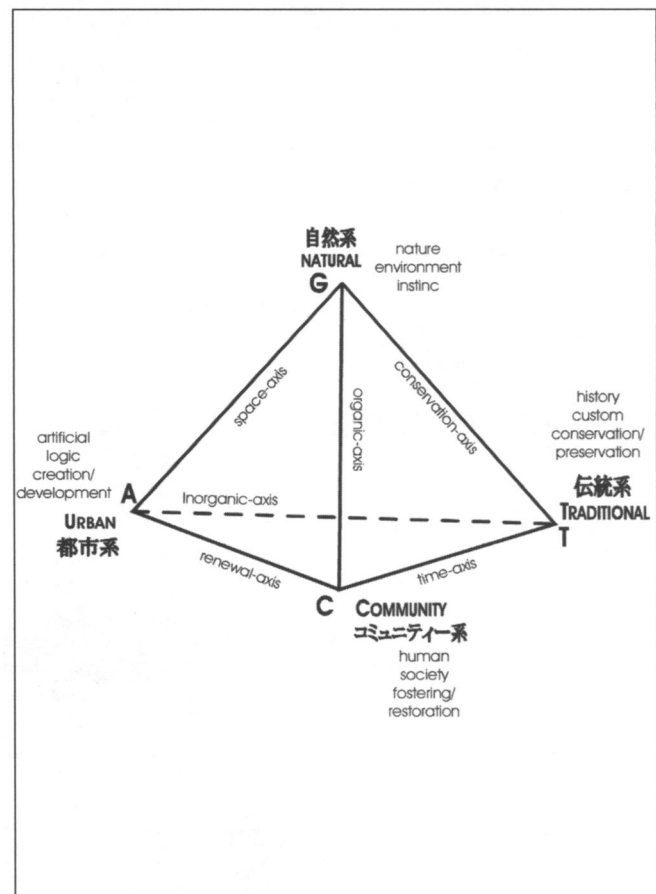 自然系
NATURAL
G
nature
environment
instinc
space-axis
organic-axis
conservation-axis
history
custom
conservation/
preservation
伝統系
TRADITIONAL
T
artificial
logic
creation/
development
A
URBAN
都市系
Inorganic-axis
renewal-axis
time-axis
C COMMUNITY
コミュニティー系
human
society
fostering/
restoration